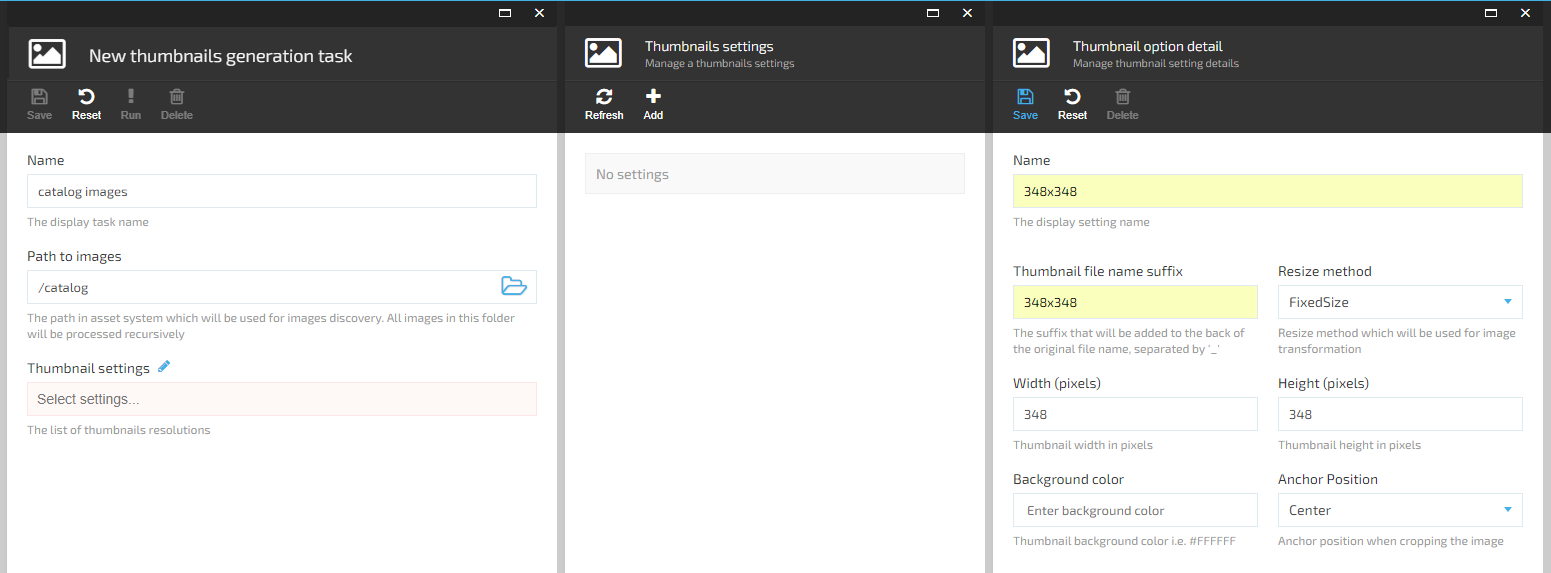 New thumbnails generation task
Save Reset Run Delete
Name
catalog images
The display task name
Path to images
/catalog
The path in asset system which will be used for images discovery. All images in this folder
will be processed recursively
Thumbnail settings
Select settings...
The list of thumbnails resolutions
Thumbnails settings
Manage a thumbnails settings
Refresh Add
No settings
Thumbnail option detail
Manage thumbnail setting details
Save Reset Delete
Name
348x348
The display setting name
Thumbnail file name suffix
348x348
The suffix that will be added to the back of
the original file name, separated by '_'
Resize method
FixedSize
Resize method which will be used for image
transformation
Width (pixels)
348
Thumbnail width in pixels
Height (pixels)
348
Thumbnail height in pixels
Background color
Enter background color
Thumbnail background color i.e. #FFFFFF
Anchor Position
Center
Anchor position when cropping the image